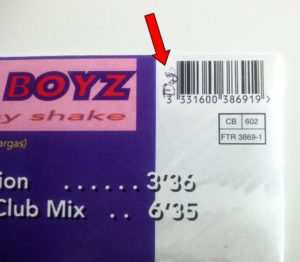 BOYZ
y shake
argas)
3 331600 386919 >
CB 602
FTR 3869-1
ion ...... 3'36
Club Mix .. 6'35